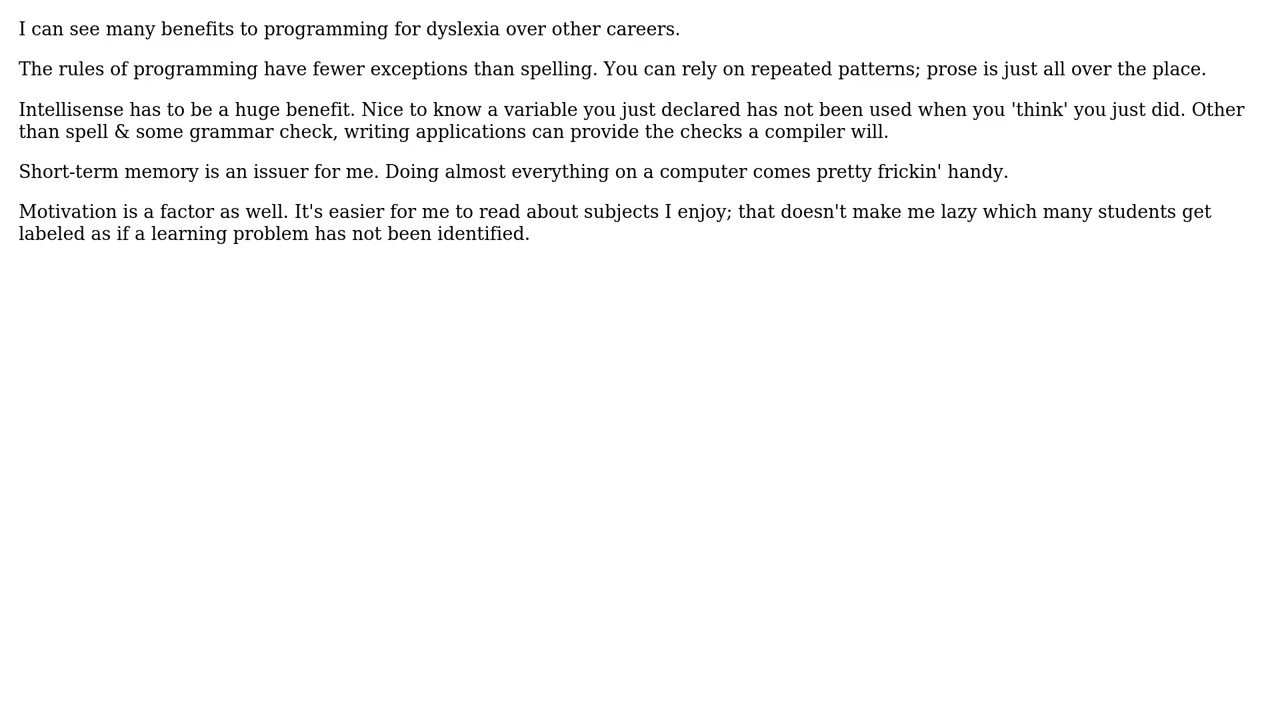 I can see many benefits to programming for dyslexia over other careers.
The rules of programming have fewer exceptions than spelling. You can rely on repeated patterns; prose is just all over the place.
Intellisense has to be a huge benefit. Nice to know a variable you just declared has not been used when you 'think' you just did. Other
than spell & some grammar check, writing applications can provide the checks a compiler will.
Short-term memory is an issuer for me. Doing almost everything on a computer comes pretty frickin' handy.
Motivation is a factor as well. It's easier for me to read about subjects I enjoy; that doesn't make me lazy which many students get
labeled as if a learning problem has not been identified.